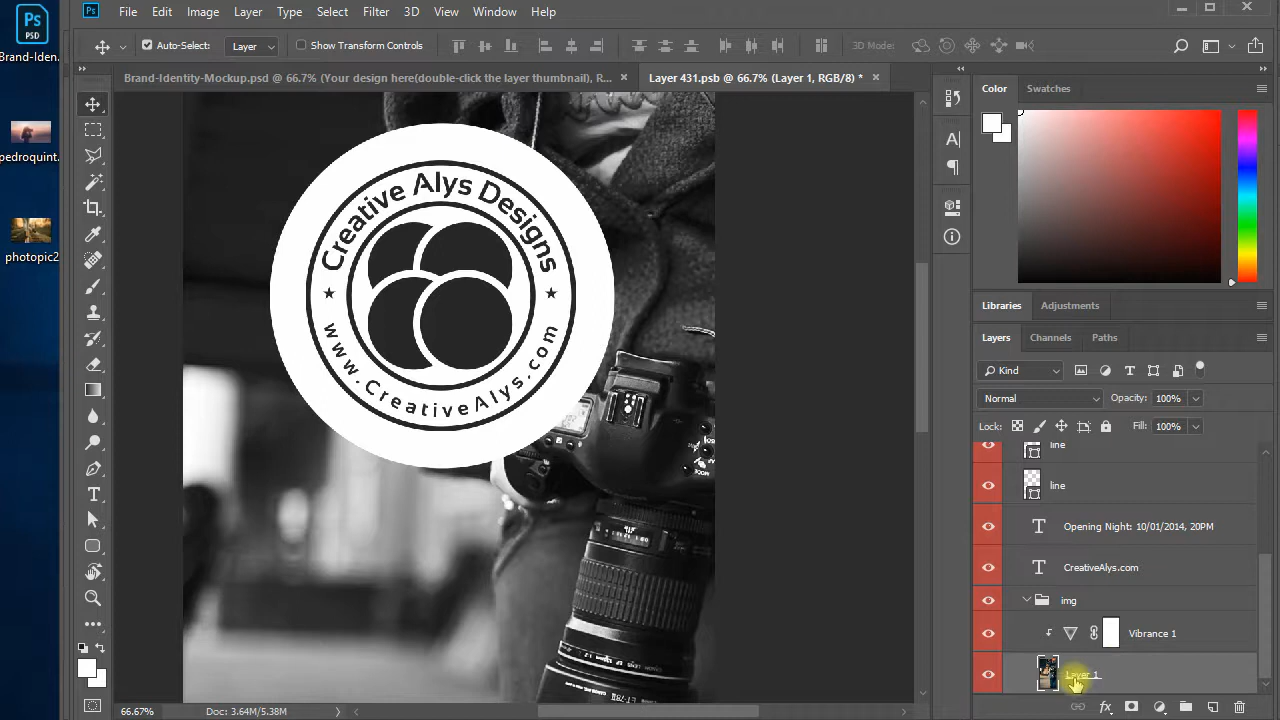 Ps
PSD
Brand-Iden...
pedroquint...
photopic2
Ps File Edit Image Layer Type Select Filter 3D View Window Help
Auto-Select: Layer Show Transform Controls 3D Mode:
Brand-Identity-Mockup.psd @ 66.7% (Your design here(double-click the layer thumbnail), R... × Layer 431.psb @ 66.7% (Layer 1, RGB/8) * ×
Color Swatches
Creative Alys Designs
★ ★
www.CreativeAlys.com
Libraries Adjustments
Layers Channels Paths
Kind
Normal Opacity: 100%
Lock: Fill: 100%
line
line
Opening Night: 10/01/2014, 20PM
CreativeAlys.com
img
Vibrance 1
Layer 1
66.67% Doc: 3.64M/5.38M